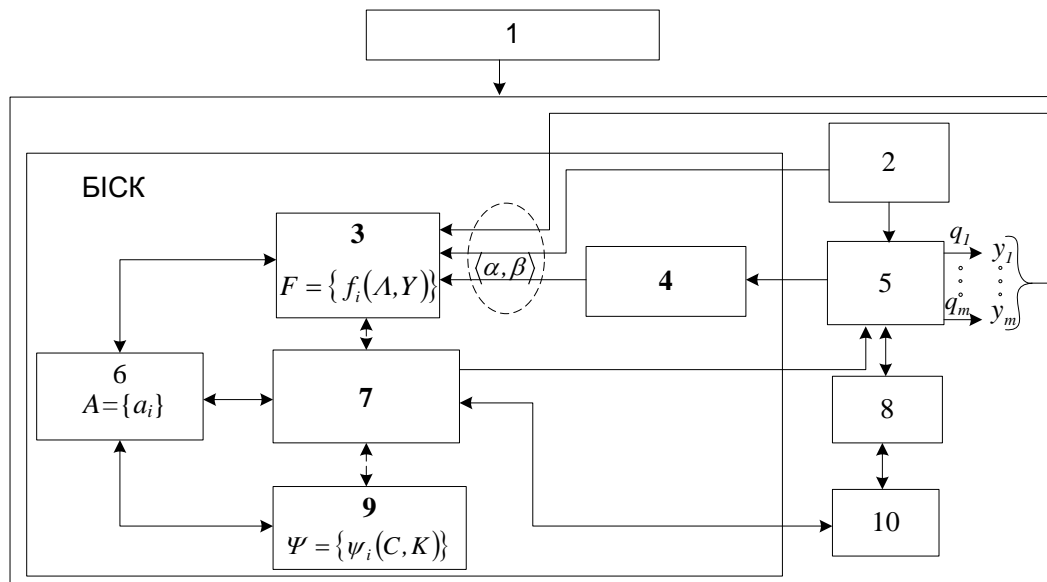 1
2
БІСК
3
F = { f_i (Λ, Y)}
⟨α, β⟩
4
5
q_1 y_1
q_m y_m
6
A={a_i}
7
8
9
Ψ = {ψ_i (C, K)}
10